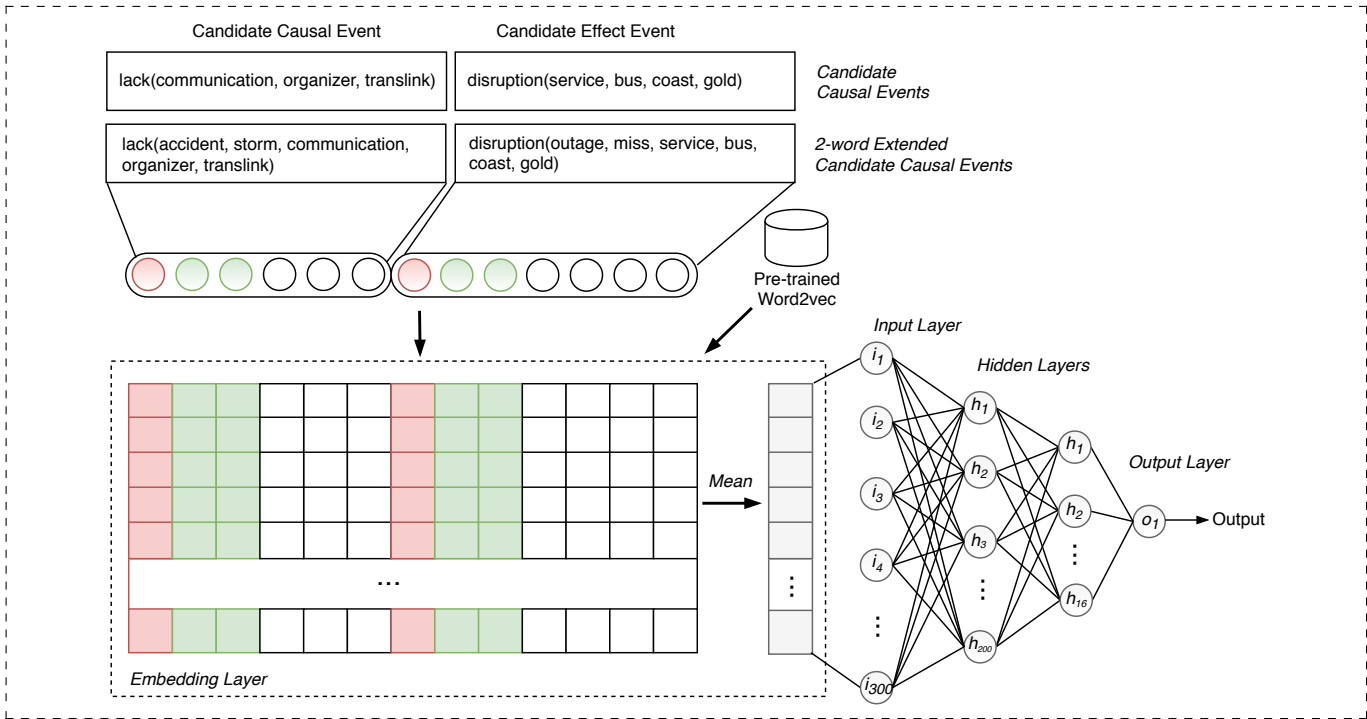 Candidate Causal Event
Candidate Effect Event
lack(communication, organizer, translink)
disruption(service, bus, coast, gold)
Candidate
Causal Events
lack(accident, storm, communication,
organizer, translink)
disruption(outage, miss, service, bus,
coast, gold)
2-word Extended
Candidate Causal Events
Pre-trained
Word2vec
Input Layer
Hidden Layers
Output Layer
i1
i2
i3
i4
⋮
i300
h1
h2
h3
⋮
h200
h1
h2
⋮
h16
o1
Output
Mean
...
⋮
Embedding Layer